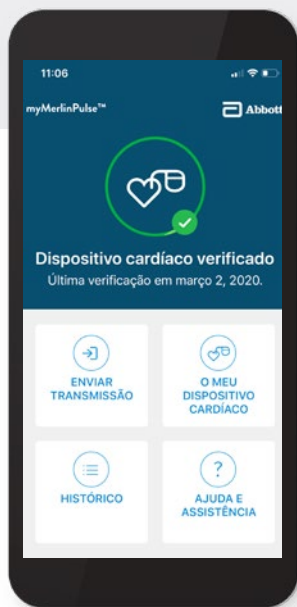 11:06
myMerlinPulse™ Abbott
Dispositivo cardíaco verificado
Última verificação em março 2, 2020.
ENVIAR
TRANSMISSÃO
O MEU
DISPOSITIVO
CARDÍACO
HISTÓRICO
?
AJUDA E
ASSISTÊNCIA